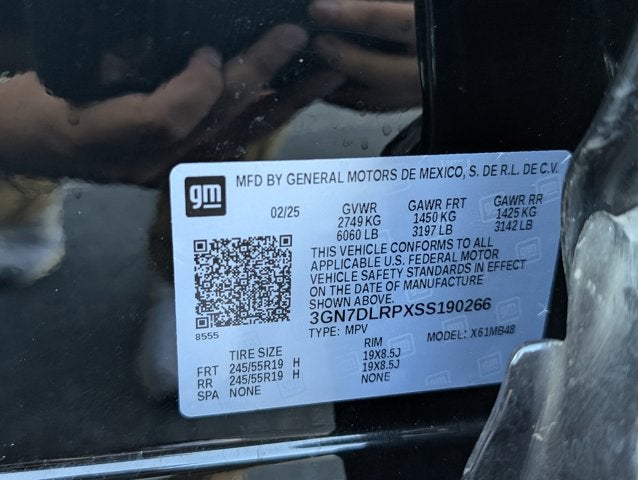 gm MFD BY GENERAL MOTORS DE MEXICO, S. DE R.L. DE C.V.
02/25 GVWR GAWR FRT GAWR RR
2749 KG 1450 KG 1425 KG
6060 LB 3197 LB 3142 LB
THIS VEHICLE CONFORMS TO ALL
APPLICABLE U.S. FEDERAL MOTOR
VEHICLE SAFETY STANDARDS IN EFFECT
ON THE DATE OF MANUFACTURE
SHOWN ABOVE.
3GN7DLRPXSS190266
8555 TYPE: MPV MODEL: X61MB48
TIRE SIZE RIM
FRT 245/55R19 H 19X8.5J
RR 245/55R19 H 19X8.5J
SPA NONE NONE